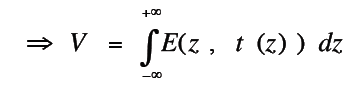 ⇒ V = ∫_{−∞}^{+∞} E(z , t (z) ) dz